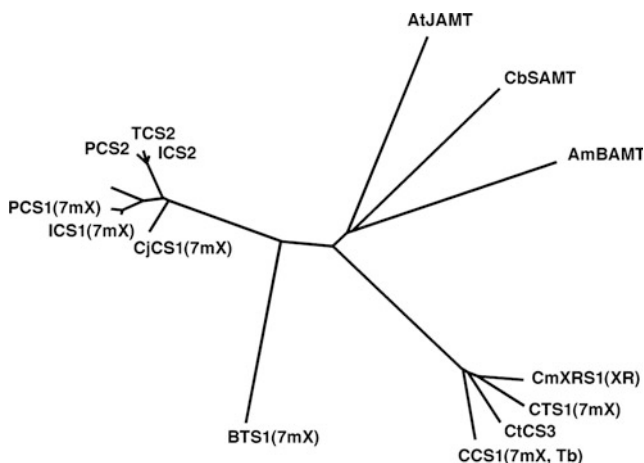 AtJAMT
CbSAMT
TCS2
PCS2
ICS2
AmBAMT
PCS1(7mX)
ICS1(7mX)
CjCS1(7mX)
CmXRS1(XR)
CTS1(7mX)
BTS1(7mX)
CtCS3
CCS1(7mX, Tb)